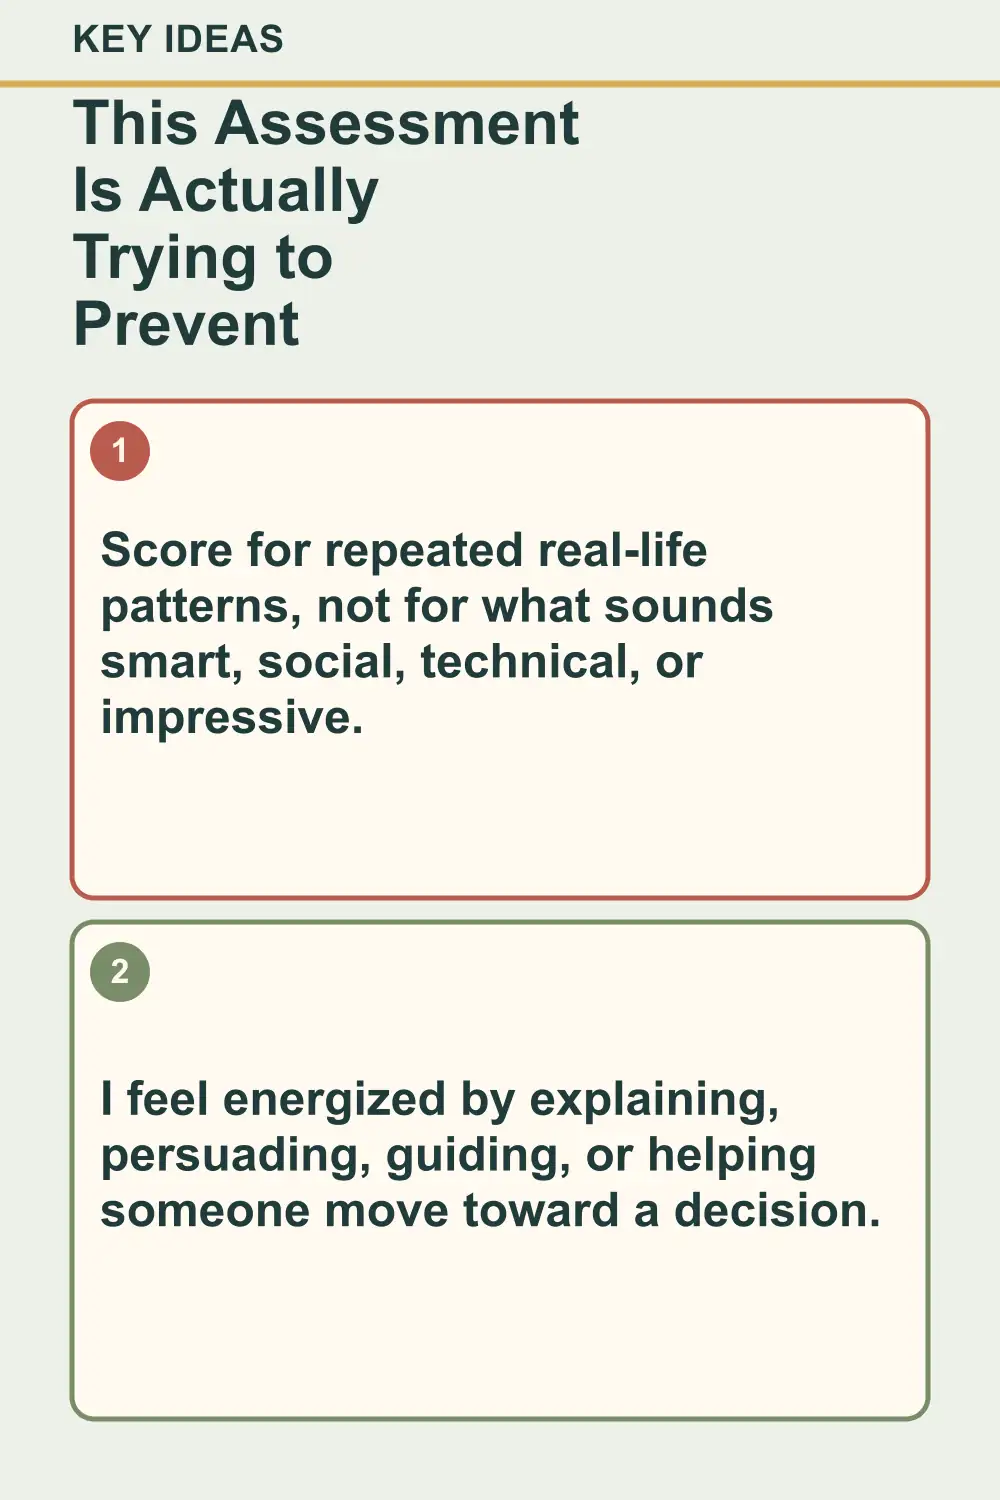 KEY IDEAS
This Assessment
Is Actually
Trying to
Prevent
1
Score for repeated real-life
patterns, not for what sounds
smart, social, technical, or
impressive.
2
I feel energized by explaining,
persuading, guiding, or helping
someone move toward a decision.